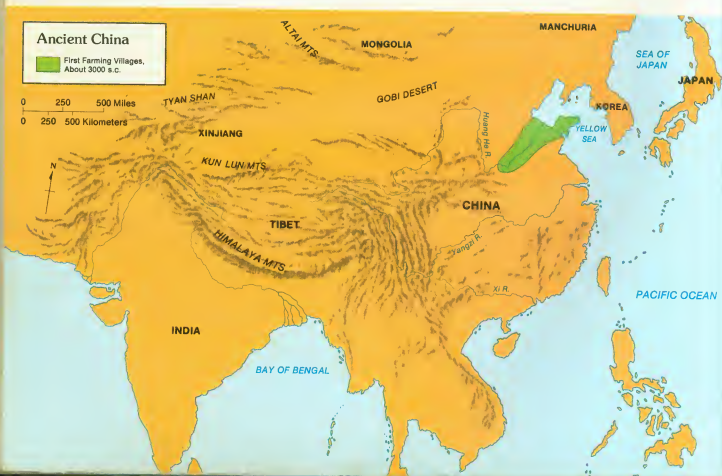 Ancient China
First Farming Villages,
About 3000 s.c.
0 250 500 Miles
0 250 500 Kilometers
N
ALTAI MTS.
MONGOLIA
MANCHURIA
SEA OF
JAPAN
JAPAN
TYAN SHAN
GOBI DESERT
KOREA
XINJIANG
Huang He R.
YELLOW
SEA
KUN LUN MTS.
CHINA
TIBET
HIMALAYA MTS.
Yangzi R.
Xi R.
PACIFIC OCEAN
INDIA
BAY OF BENGAL